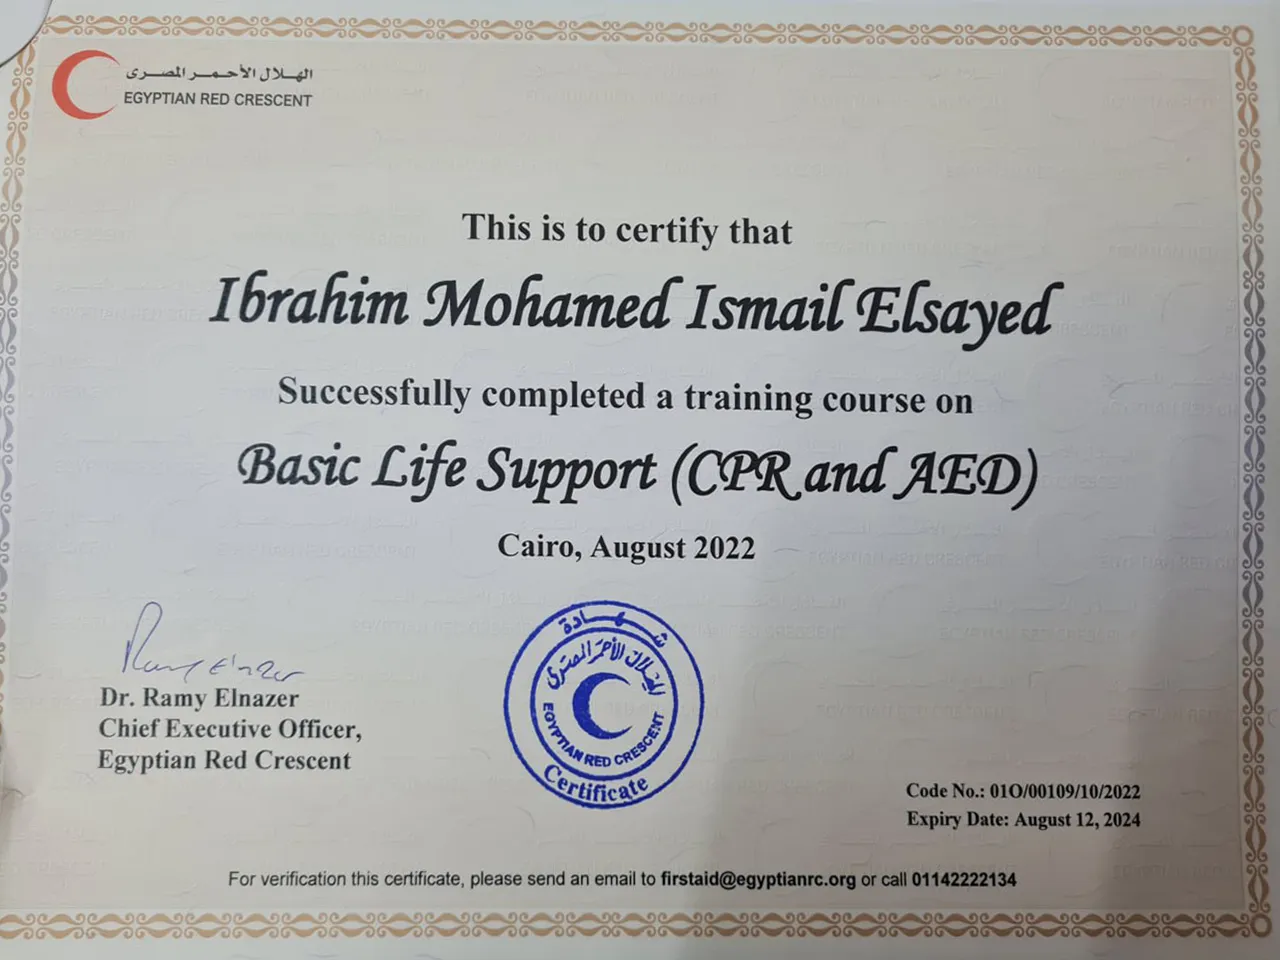 الهلال الأحمر المصرى
EGYPTIAN RED CRESCENT
This is to certify that
Ibrahim Mohamed Ismail Elsayed
Successfully completed a training course on
Basic Life Support (CPR and AED)
Cairo, August 2022
Ramy Elnazer
Dr. Ramy Elnazer
Chief Executive Officer,
Egyptian Red Crescent
شهادة
الهلال الأحمر المصرى
EGYPTIAN RED CRESCENT
Certificate
Code No.: 01O/00109/10/2022
Expiry Date: August 12, 2024
For verification this certificate, please send an email to firstaid@egyptianrc.org or call 01142222134